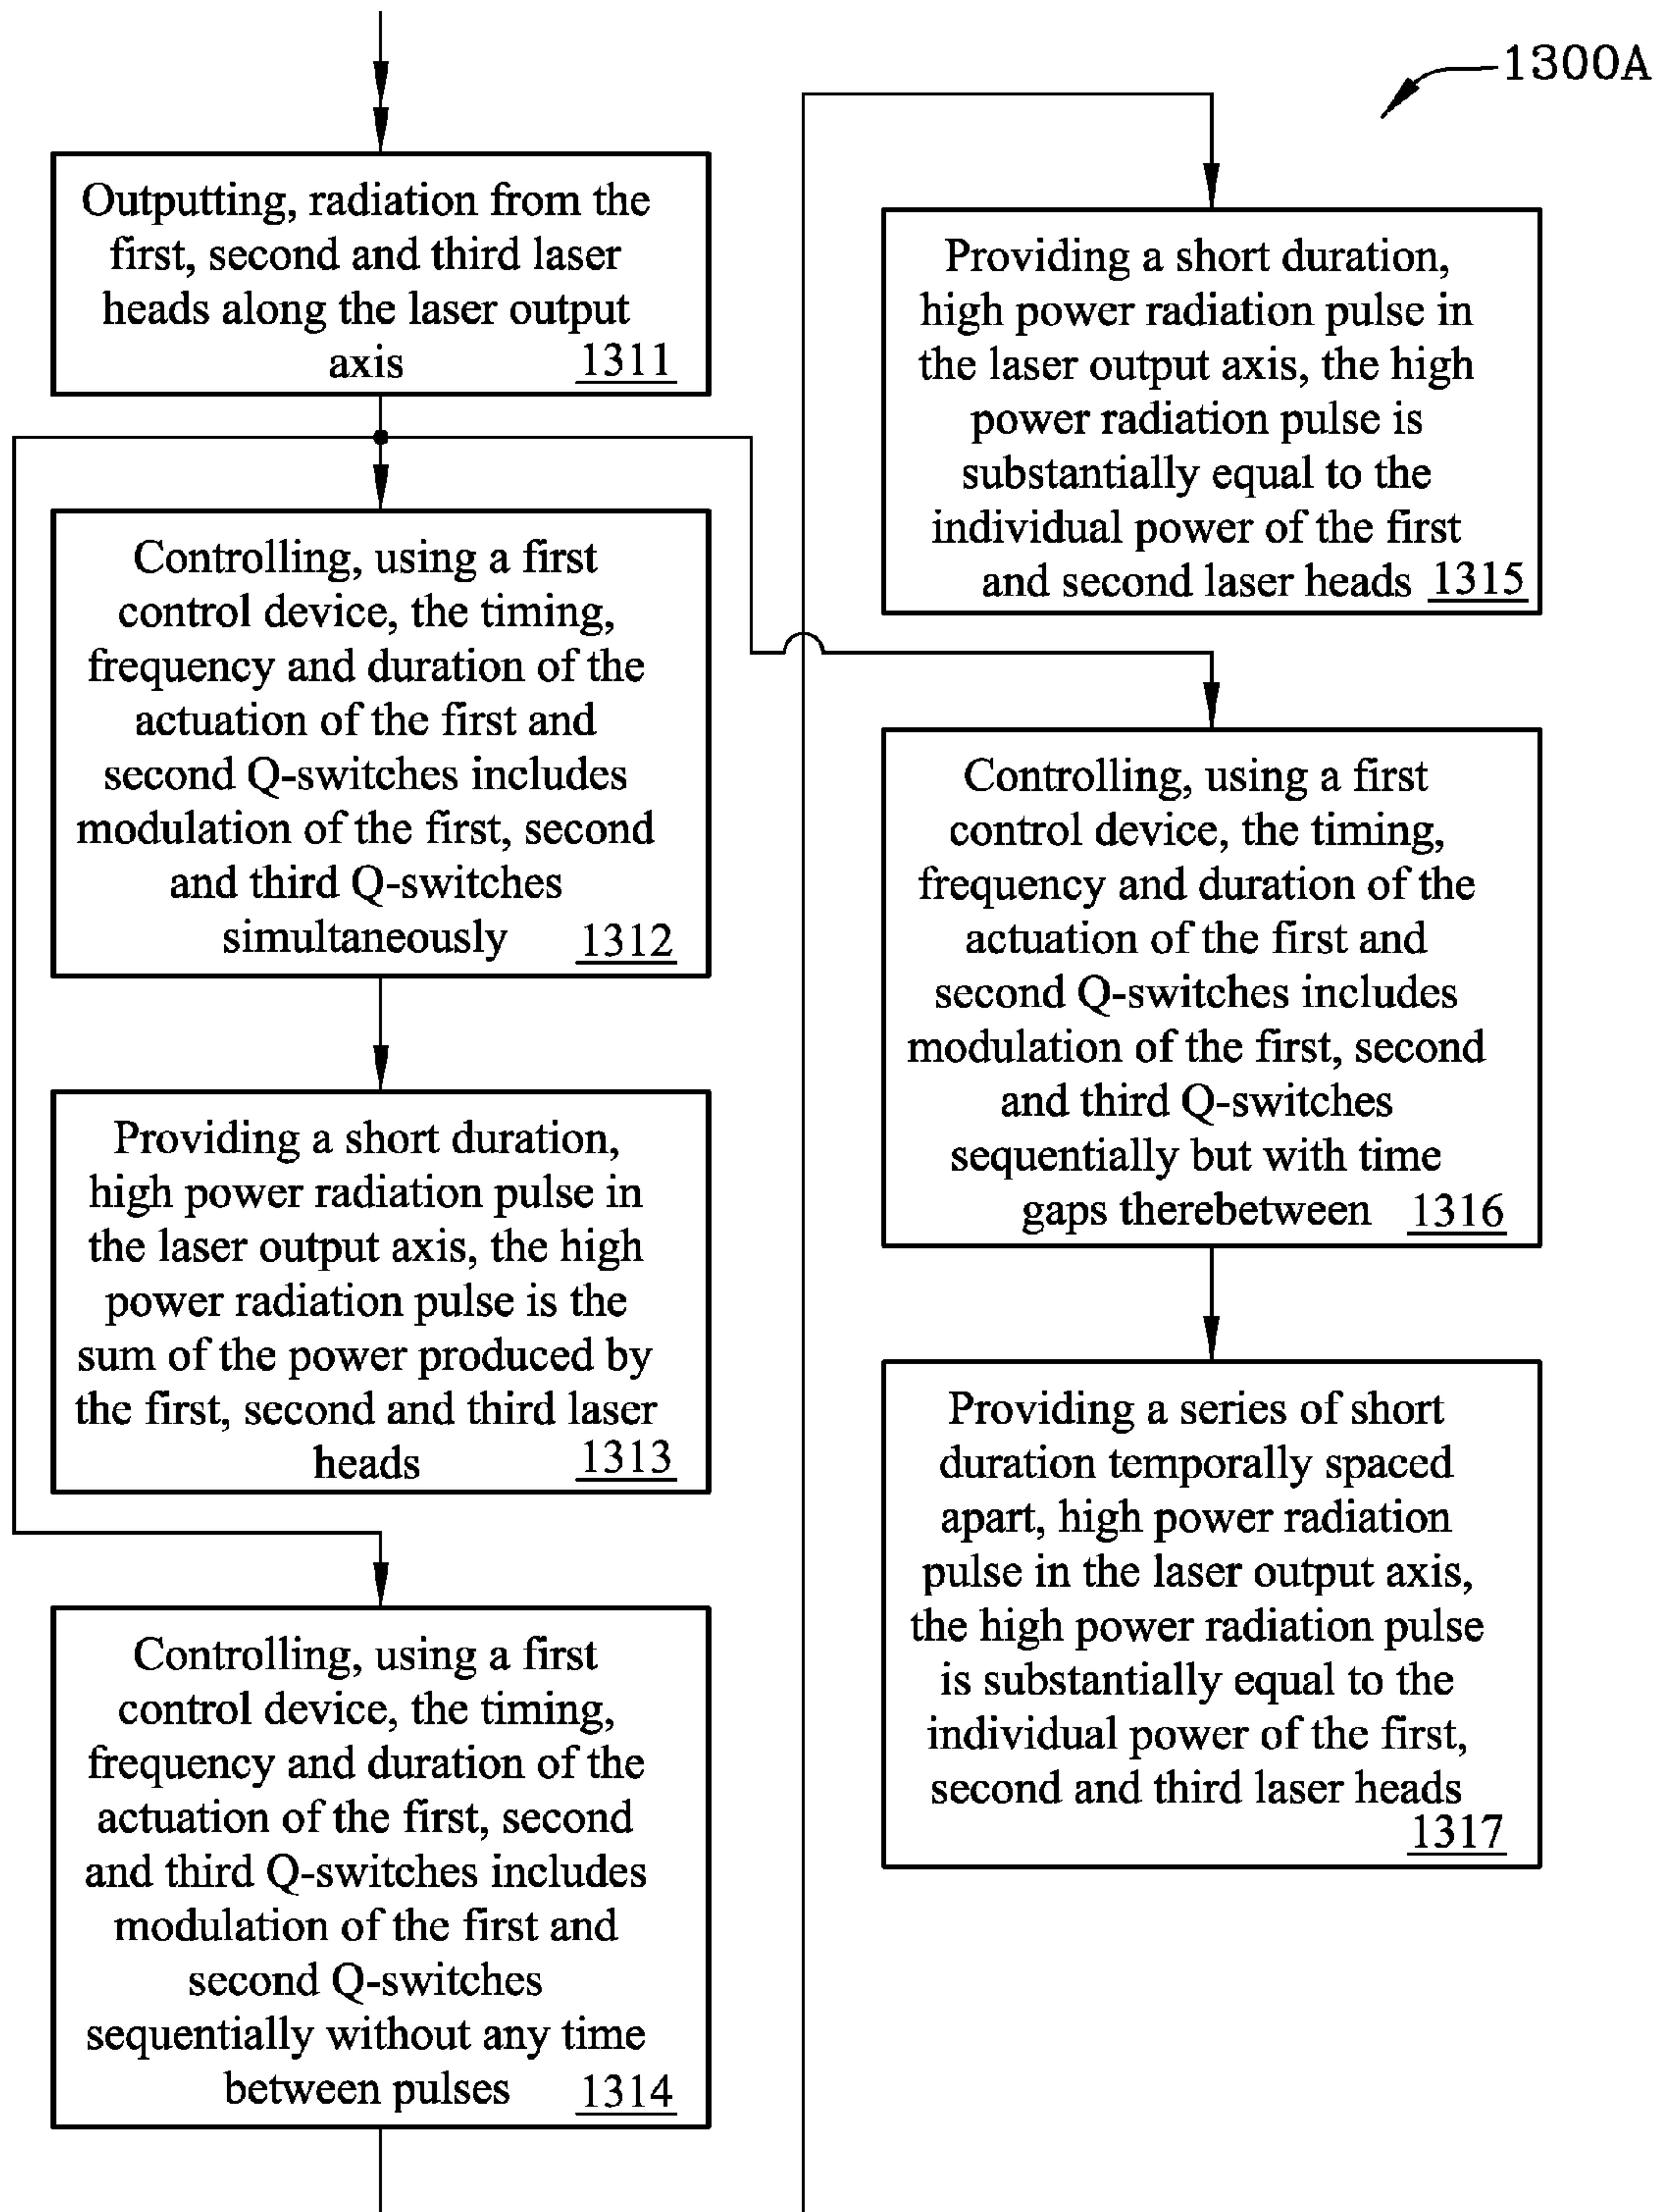 1300A
Outputting, radiation from the
first, second and third laser
heads along the laser output
axis 1311
Controlling, using a first
control device, the timing,
frequency and duration of the
actuation of the first and
second Q-switches includes
modulation of the first, second
and third Q-switches
simultaneously 1312
Providing a short duration,
high power radiation pulse in
the laser output axis, the high
power radiation pulse is the
sum of the power produced by
the first, second and third laser
heads 1313
Controlling, using a first
control device, the timing,
frequency and duration of the
actuation of the first, second
and third Q-switches includes
modulation of the first and
second Q-switches
sequentially without any time
between pulses 1314
Providing a short duration,
high power radiation pulse in
the laser output axis, the high
power radiation pulse is
substantially equal to the
individual power of the first
and second laser heads 1315
Controlling, using a first
control device, the timing,
frequency and duration of the
actuation of the first and
second Q-switches includes
modulation of the first, second
and third Q-switches
sequentially but with time
gaps therebetween 1316
Providing a series of short
duration temporally spaced
apart, high power radiation
pulse in the laser output axis,
the high power radiation pulse
is substantially equal to the
individual power of the first,
second and third laser heads
1317